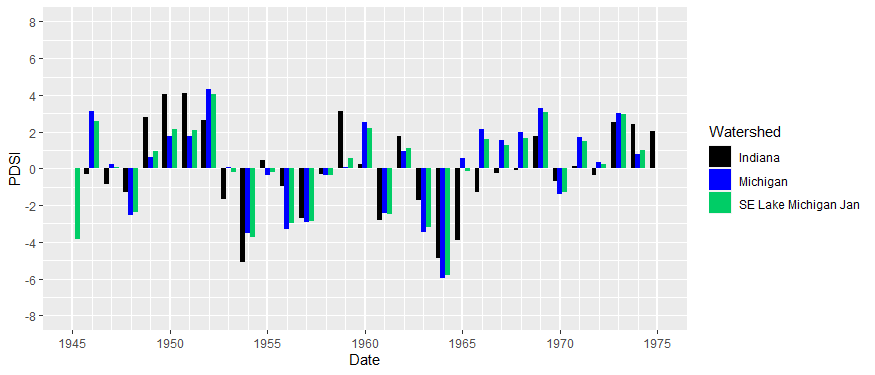 8
6
4
2
0
-2
-4
-6
-8
PDSI
1945 1950 1955 1960 1965 1970 1975
Date
Watershed
Indiana
Michigan
SE Lake Michigan Jan